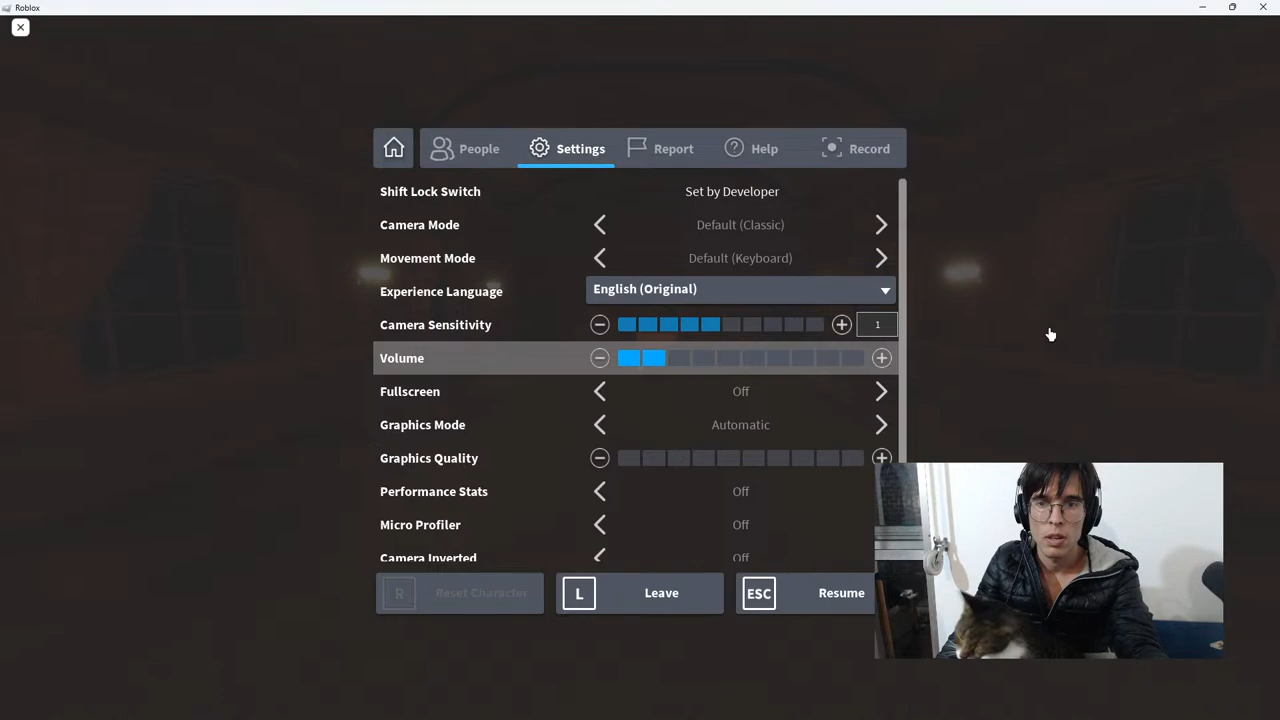 Roblox
People
Settings
Report
Help
Record
Shift Lock Switch
Set by Developer
Camera Mode
Default (Classic)
Movement Mode
Default (Keyboard)
Experience Language
English (Original)
Camera Sensitivity
1
Volume
Fullscreen
Off
Graphics Mode
Automatic
Graphics Quality
Performance Stats
Off
Micro Profiler
Off
Camera Inverted
Off
R Reset Character
L Leave
ESC Resume